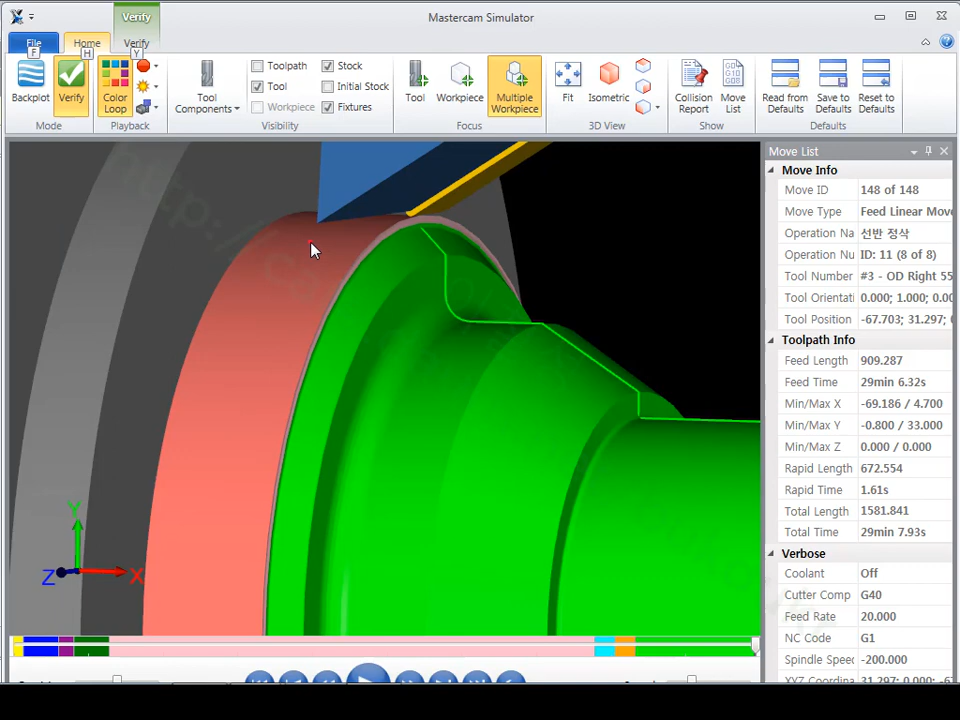 Verify
Mastercam Simulator
File
Home
Verify
F
H
Y
Backplot
Verify
Color Loop
Tool Components
Toolpath
Tool
Workpiece
Stock
Initial Stock
Fixtures
Tool
Workpiece
Multiple Workpiece
Fit
Isometric
Collision Report
Move List
Read from Defaults
Save to Defaults
Reset to Defaults
Mode
Playback
Visibility
Focus
3D View
Show
Defaults
Move List
Move Info
Move ID 148 of 148
Move Type Feed Linear Mov
Operation Na 선반 정삭
Operation Nu ID: 11 (8 of 8)
Tool Number #3 - OD Right 55
Tool Orientati 0.000; 1.000; 0.0
Tool Position -67.703; 31.297; 0
Toolpath Info
Feed Length 909.287
Feed Time 29min 6.32s
Min/Max X -69.186 / 4.700
Min/Max Y -0.800 / 33.000
Min/Max Z 0.000 / 0.000
Rapid Length 672.554
Rapid Time 1.61s
Total Length 1581.841
Total Time 29min 7.93s
Verbose
Coolant Off
Cutter Comp G40
Feed Rate 20.000
NC Code G1
Spindle Speed -200.000
Y
Z
X